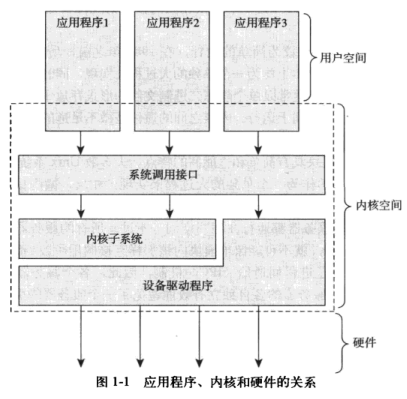 应用程序1 应用程序2 应用程序3
用户空间
系统调用接口
内核空间
内核子系统
设备驱动程序
硬件
图 1-1 应用程序、内核和硬件的关系